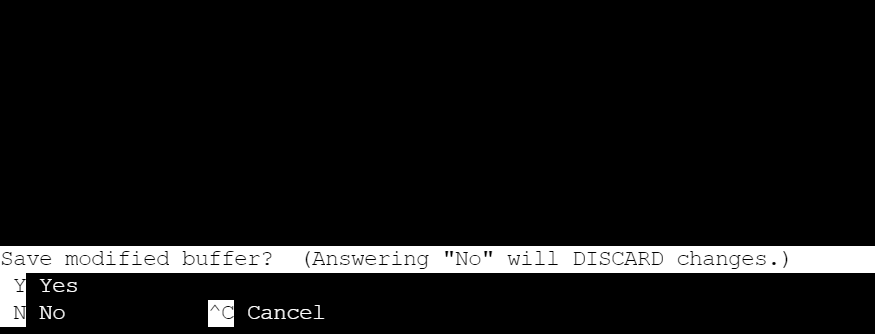 Save modified buffer?  (Answering "No" will DISCARD changes.)
Y Yes
N No ^C Cancel